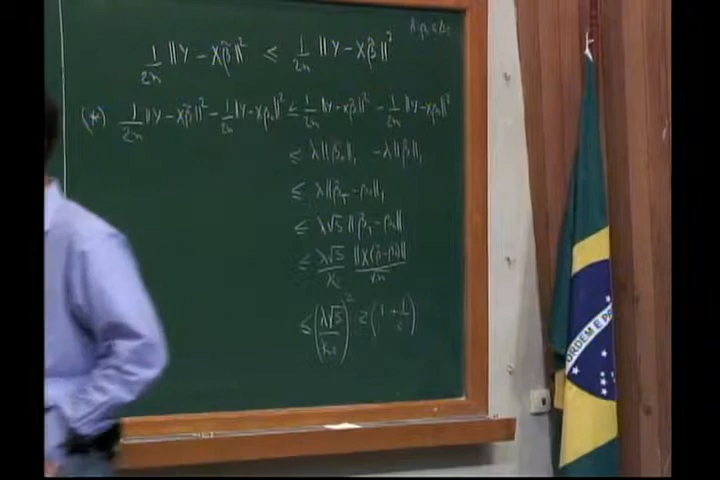 1/2n ||Y - Xβ̃||² ≤ 1/2n ||Y - Xβ̂||²
(*) 1/2n ||Y - Xβ̃||² - 1/2n ||Y - Xβ₀||² ≤ 1/2n ||Y - Xβ̂||² - 1/2n ||Y - Xβ₀||²
≤ λ||β₀||₁ - λ||β̂||₁
≤ λ||β̂_T - β₀||₁
≤ λ√s ||β̂_T - β₀||
≤ λ√s/κ_c̄ ||X(β̂ - β₀)||/√n
≤ (λ√s/κ_c̄)² 2(1 + 1/c)
ORDEM E P